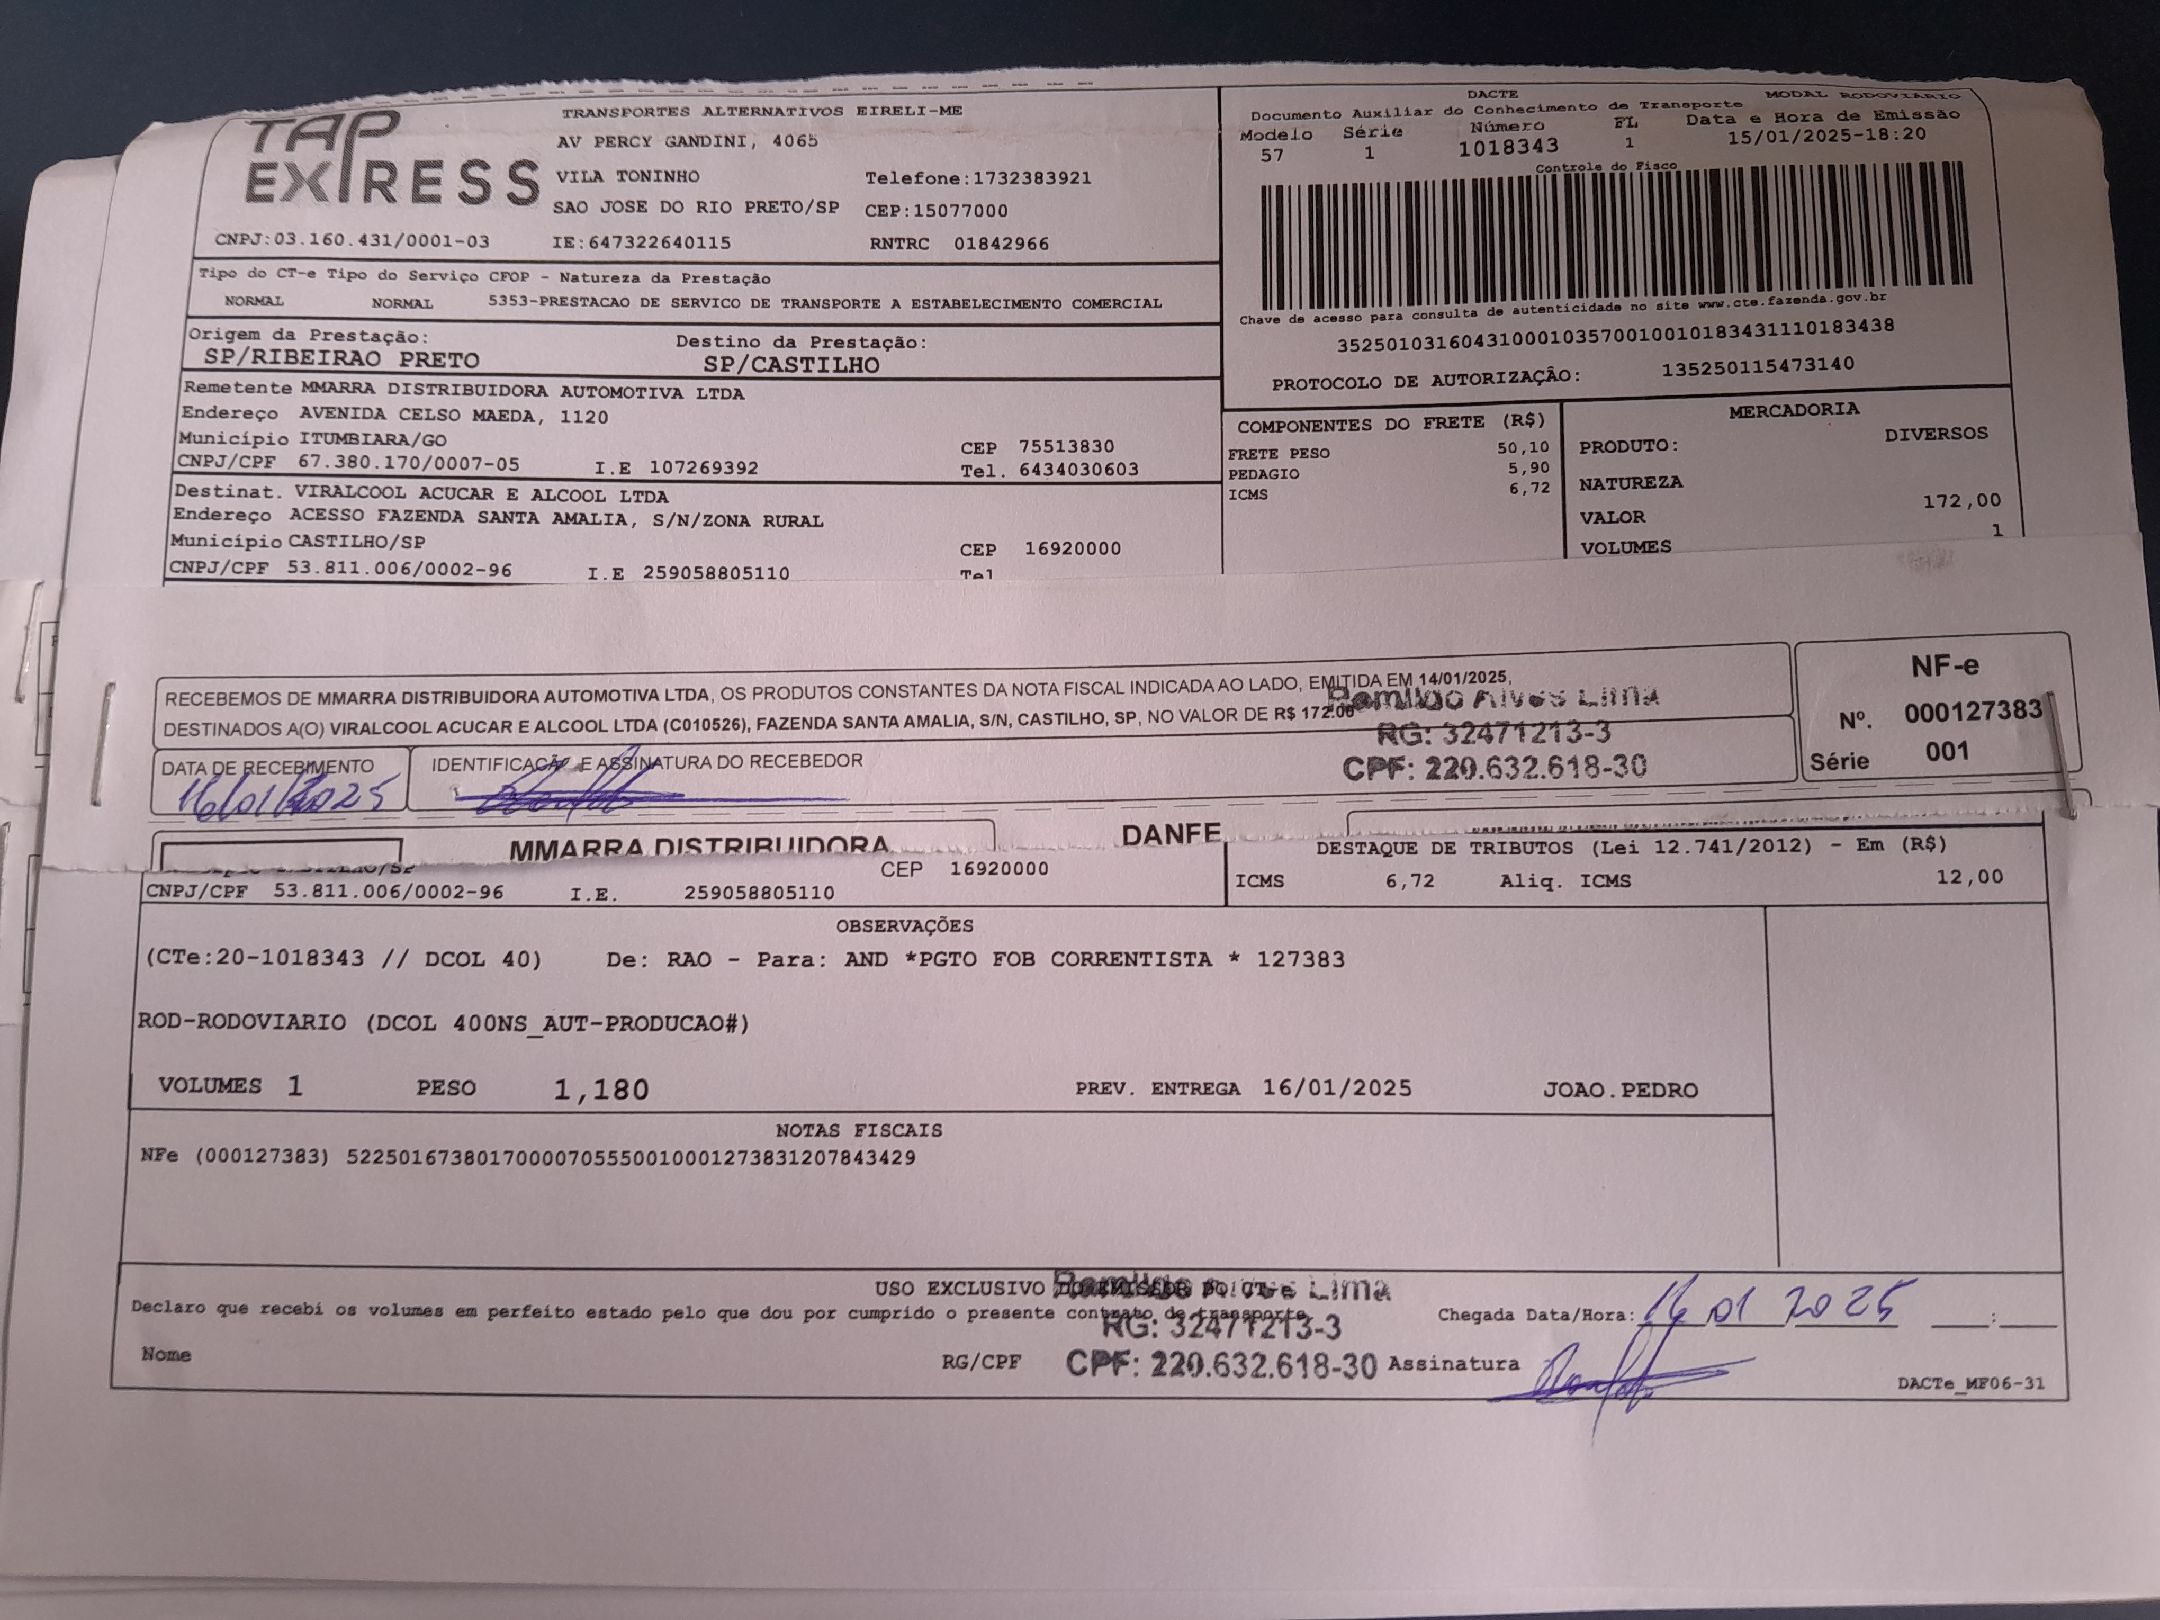 TAP EXPRESS
TRANSPORTES ALTERNATIVOS EIRELI-ME
AV PERCY GANDINI, 4065
VILA TONINHO Telefone:1732383921
SAO JOSE DO RIO PRETO/SP CEP:15077000
CNPJ:03.160.431/0001-03 IE:647322640115 RNTRC 01842966
DACTE MODAL RODOVIARIO
Documento Auxiliar do Conhecimento de Transporte
Modelo Série Número FL Data e Hora de Emissão
57 1 1018343 1 15/01/2025-18:20
Controle do Fisco
Chave de acesso para consulta de autenticidade no site www.cte.fazenda.gov.br
35250103160431000103570010010183431110183438
PROTOCOLO DE AUTORIZAÇÃO: 135250115473140
Tipo do CT-e Tipo do Serviço CFOP - Natureza da Prestação
NORMAL NORMAL 5353-PRESTACAO DE SERVICO DE TRANSPORTE A ESTABELECIMENTO COMERCIAL
Origem da Prestação: Destino da Prestação:
SP/RIBEIRAO PRETO SP/CASTILHO
Remetente MMARRA DISTRIBUIDORA AUTOMOTIVA LTDA
Endereço AVENIDA CELSO MAEDA, 1120
Município ITUMBIARA/GO CEP 75513830
CNPJ/CPF 67.380.170/0007-05 I.E 107269392 Tel. 6434030603
Destinat. VIRALCOOL ACUCAR E ALCOOL LTDA
Endereço ACESSO FAZENDA SANTA AMALIA, S/N/ZONA RURAL
Município CASTILHO/SP CEP 16920000
CNPJ/CPF 53.811.006/0002-96 I.E 259058805110 Tel
COMPONENTES DO FRETE (R$)
FRETE PESO 50,10
PEDAGIO 5,90
ICMS 6,72
MERCADORIA
PRODUTO: DIVERSOS
NATUREZA
VALOR 172,00
VOLUMES 1
RECEBEMOS DE MMARRA DISTRIBUIDORA AUTOMOTIVA LTDA, OS PRODUTOS CONSTANTES DA NOTA FISCAL INDICADA AO LADO, EMITIDA EM 14/01/2025,
DESTINADOS A(O) VIRALCOOL ACUCAR E ALCOOL LTDA (C010526), FAZENDA SANTA AMALIA, S/N, CASTILHO, SP, NO VALOR DE R$ 172.00
Romildo Alves Lima
RG: 32471213-3
CPF: 220.632.618-30
DATA DE RECEBIMENTO IDENTIFICAÇÃO E ASSINATURA DO RECEBEDOR
16/01/2025
NF-e
Nº. 000127383
Série 001
MMARRA DISTRIBUIDORA DANFE
CEP 16920000
CNPJ/CPF 53.811.006/0002-96 I.E. 259058805110
DESTAQUE DE TRIBUTOS (Lei 12.741/2012) - Em (R$)
ICMS 6,72 Aliq. ICMS 12,00
OBSERVAÇÕES
(CTe:20-1018343 // DCOL 40) De: RAO - Para: AND *PGTO FOB CORRENTISTA * 127383
ROD-RODOVIARIO (DCOL 400NS_AUT-PRODUCAO#)
VOLUMES 1 PESO 1,180 PREV. ENTREGA 16/01/2025 JOAO.PEDRO
NOTAS FISCAIS
NFe (000127383) 52250167380170000705550010001273831207843429
USO EXCLUSIVO DO EMISSOR DO CT-e
Romildo Alves Lima
Declaro que recebi os volumes em perfeito estado pelo que dou por cumprido o presente contrato de transporte. Chegada Data/Hora: 16 01 2025 :
RG: 32471213-3
Nome RG/CPF CPF: 220.632.618-30 Assinatura
DACTe_MF06-31